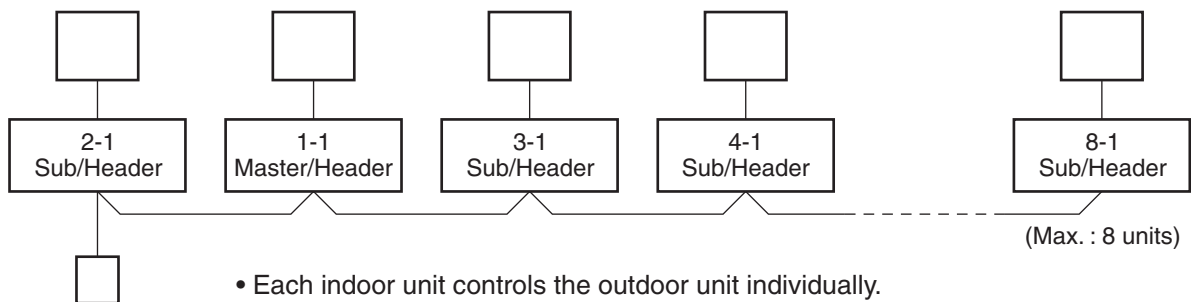 2-1
Sub/Header
1-1
Master/Header
3-1
Sub/Header
4-1
Sub/Header
8-1
Sub/Header
(Max. : 8 units)
• Each indoor unit controls the outdoor unit individually.